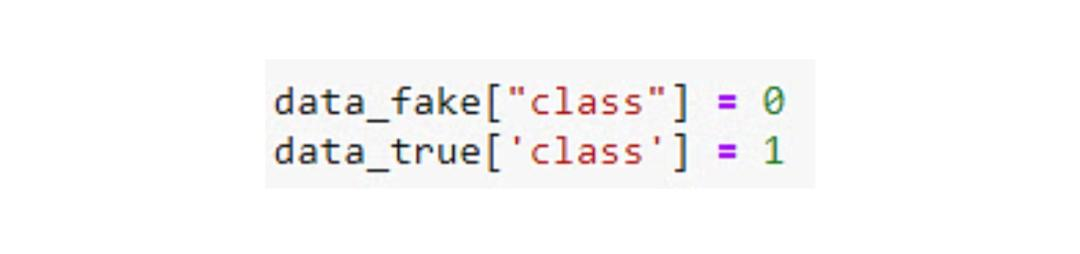 data_fake["class"] = 0
data_true['class'] = 1